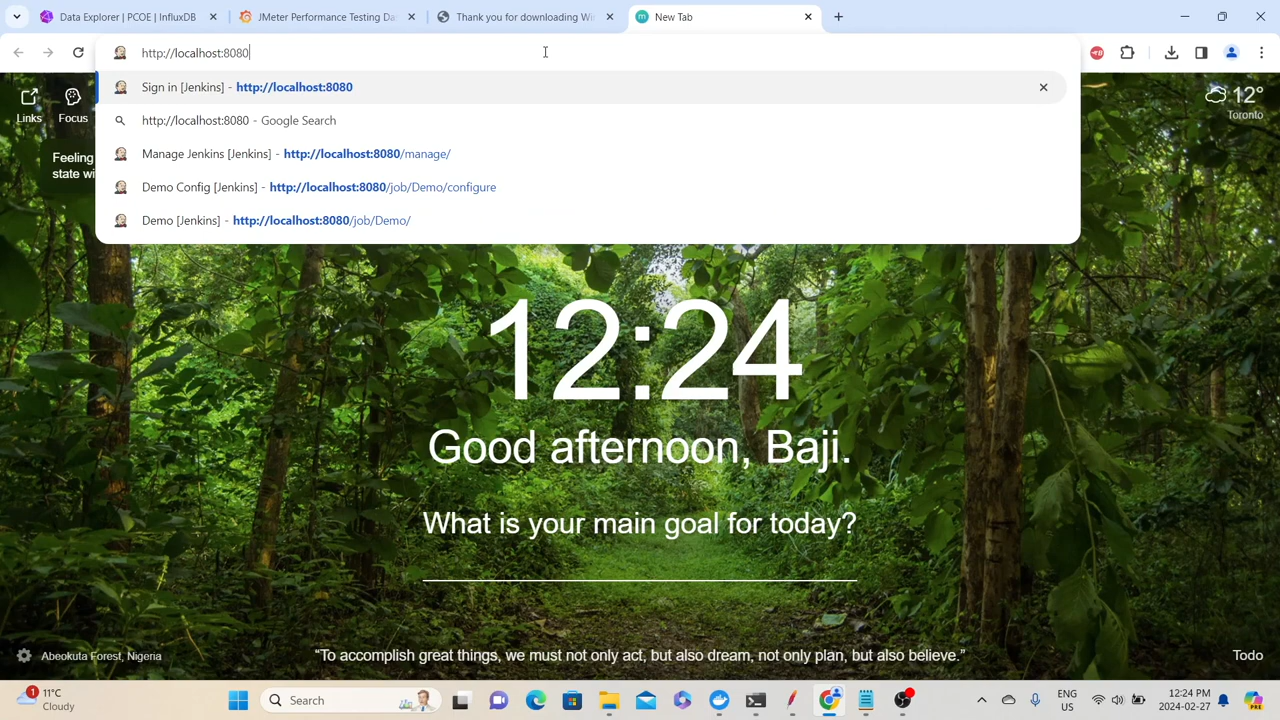 Data Explorer | PCOE | InfluxDB
JMeter Performance Testing Da
Thank you for downloading Wi
New Tab
http://localhost:8080
Sign in [Jenkins] - http://localhost:8080
http://localhost:8080 - Google Search
Manage Jenkins [Jenkins] - http://localhost:8080/manage/
Demo Config [Jenkins] - http://localhost:8080/job/Demo/configure
Demo [Jenkins] - http://localhost:8080/job/Demo/
Links
Focus
12°
Toronto
Feeling
state wi
12:24
Good afternoon, Baji.
What is your main goal for today?
Abeokuta Forest, Nigeria
“To accomplish great things, we must not only act, but also dream, not only plan, but also believe.”
Todo
1
11°C
Cloudy
Search
ENG
US
12:24 PM
2024-02-27
PRE